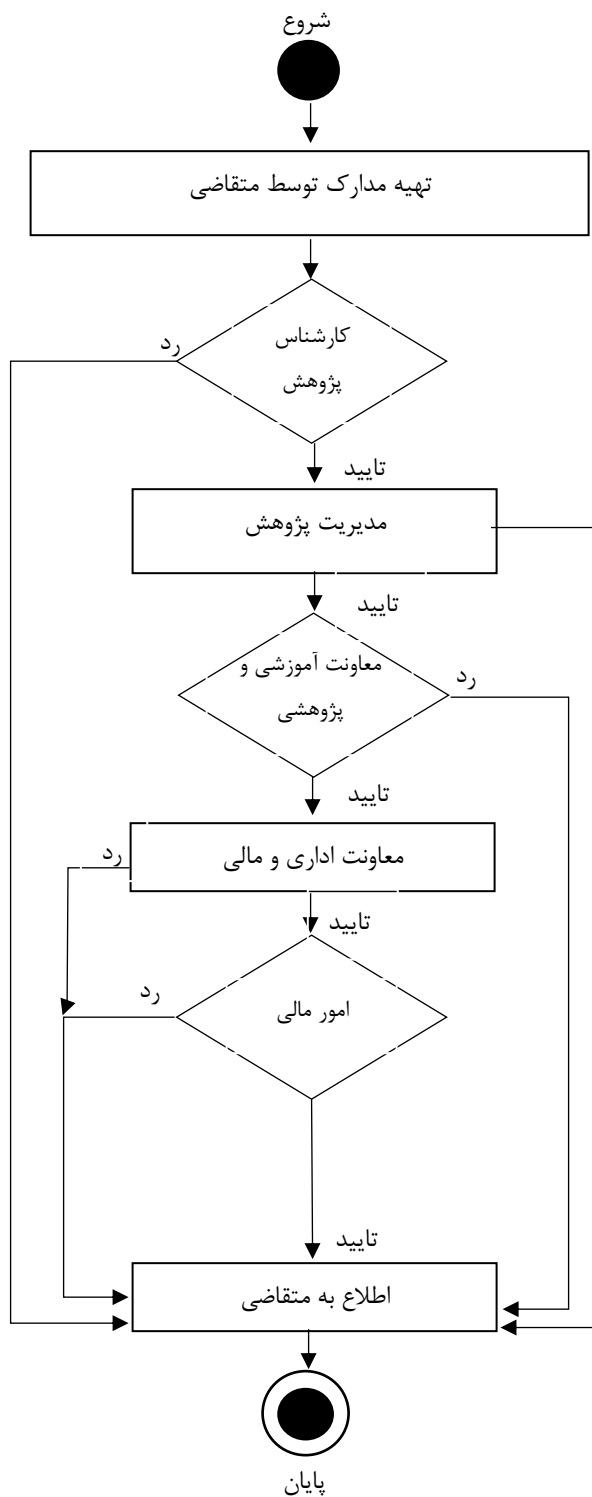 شروع
تهیه مدارک توسط متقاضی
کارشناس
پژوهش
رد
تایید
مدیریت پژوهش
تایید
معاونت آموزشی و
پژوهشی
رد
تایید
معاونت اداری و مالی
رد
تایید
امور مالی
رد
تایید
اطلاع به متقاضی
پایان